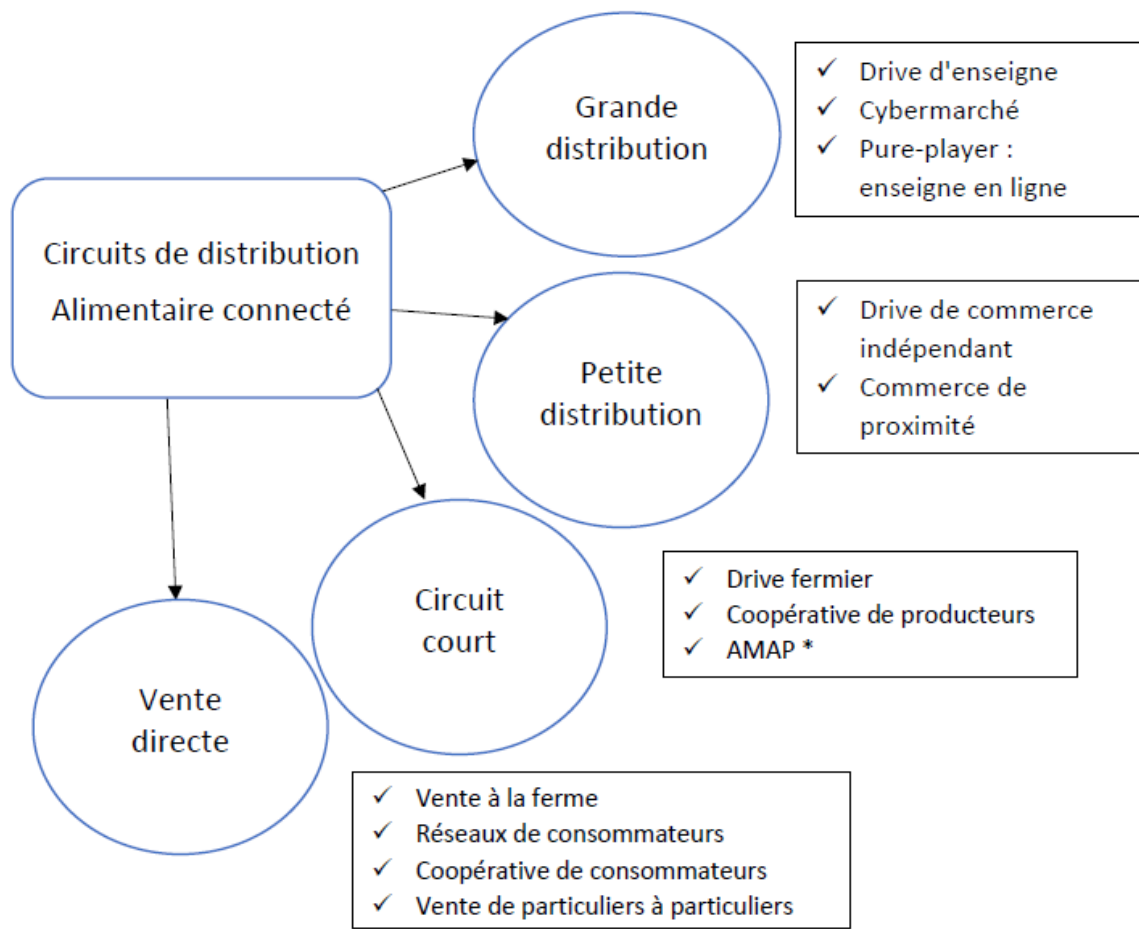 Circuits de distribution
Alimentaire connecté
Grande
distribution
✓ Drive d'enseigne
✓ Cybermarché
✓ Pure-player :
enseigne en ligne
Petite
distribution
✓ Drive de commerce
indépendant
✓ Commerce de
proximité
Circuit
court
✓ Drive fermier
✓ Coopérative de producteurs
✓ AMAP *
Vente
directe
✓ Vente à la ferme
✓ Réseaux de consommateurs
✓ Coopérative de consommateurs
✓ Vente de particuliers à particuliers